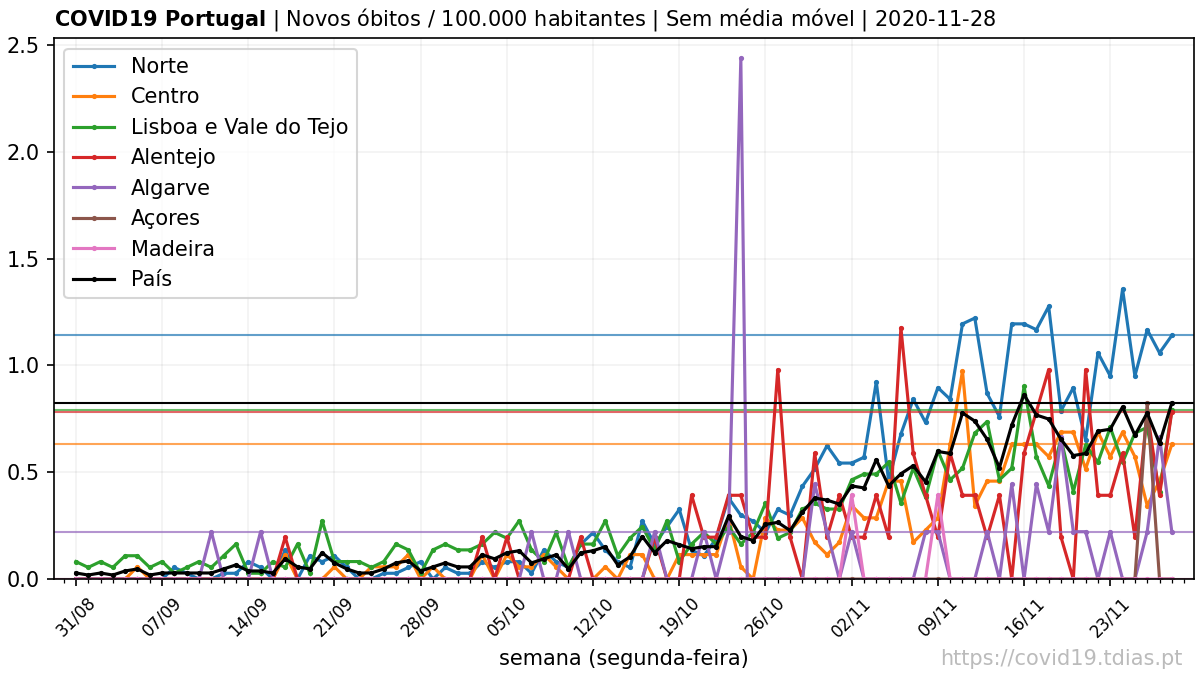 COVID19 Portugal | Novos óbitos / 100.000 habitantes | Sem média móvel | 2020-11-28
2.5
2.0
1.5
1.0
0.5
0.0
Norte
Centro
Lisboa e Vale do Tejo
Alentejo
Algarve
Açores
Madeira
País
31/08
07/09
14/09
21/09
28/09
05/10
12/10
19/10
26/10
02/11
09/11
16/11
23/11
semana (segunda-feira)
https://covid19.tdias.pt